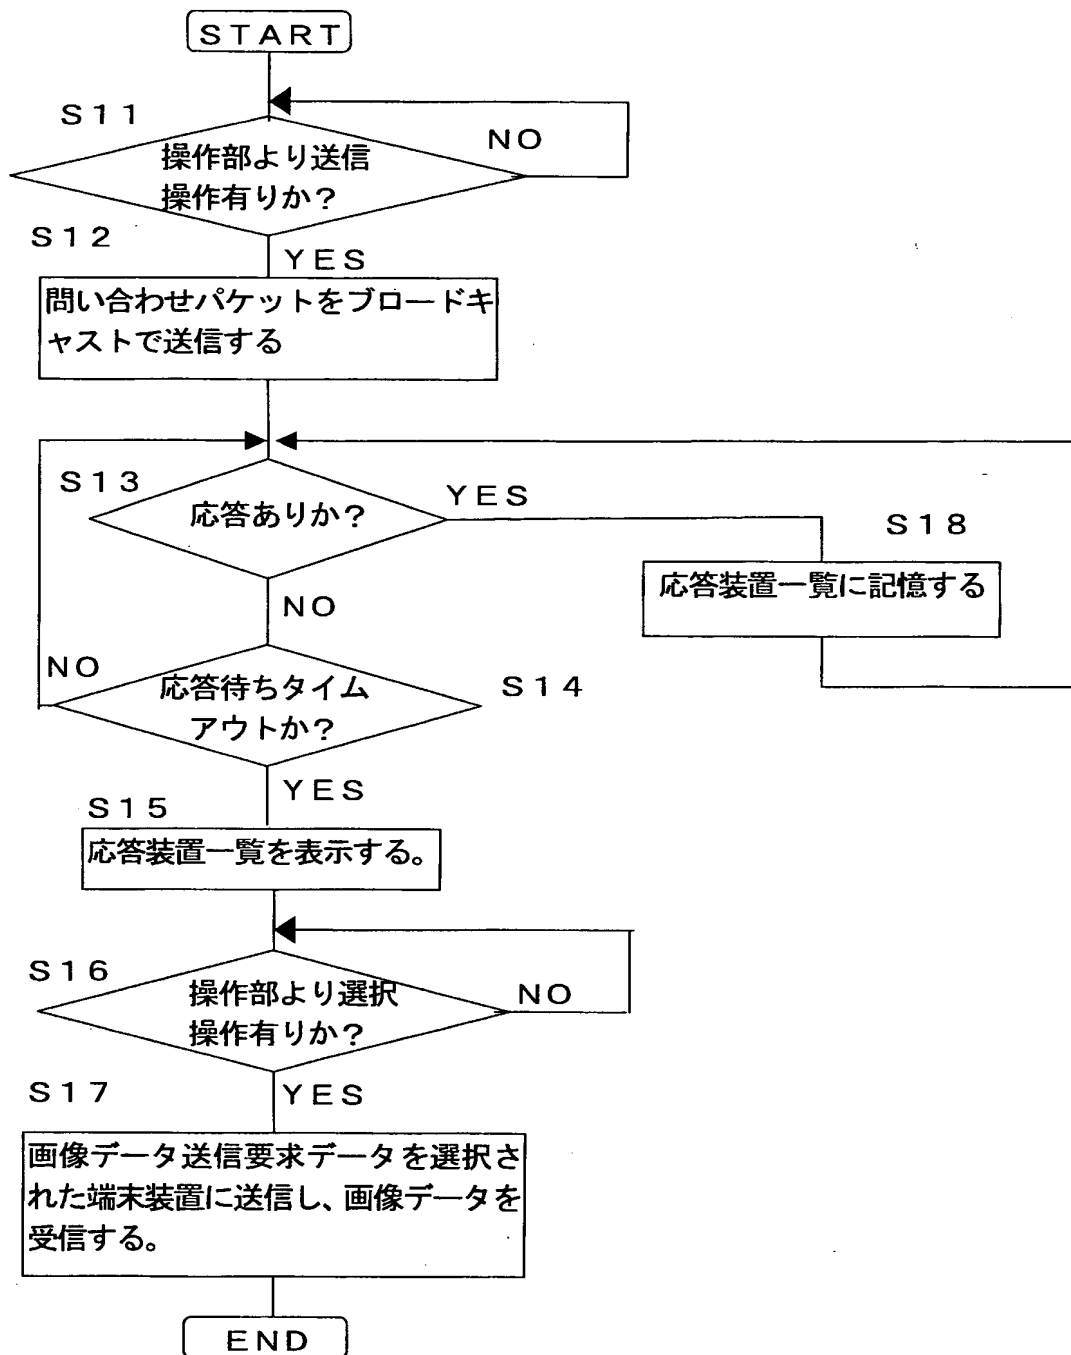 START
S11
NO
操作部より送信
操作有りか?
S12
YES
問い合わせパケットをブロードキ
ャストで送信する
S13
YES
応答ありか?
S18
応答装置一覧に記憶する
NO
NO
応答待ちタイム
アウトか?
S14
YES
S15
応答装置一覧を表示する。
S16
操作部より選択
操作有りか?
NO
S17
YES
画像データ送信要求データを選択さ
れた端末装置に送信し、画像データを
受信する。
END